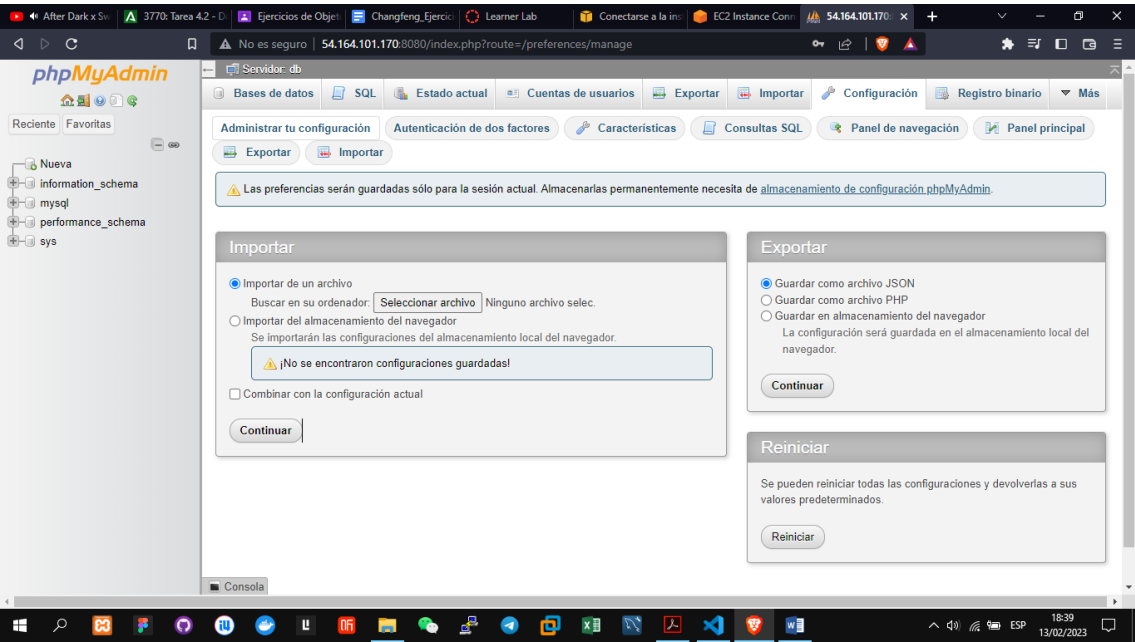 After Dark x Sw
3770: Tarea 4.2 - D
Ejercicios de Objet
Changfeng_Ejercici
Learner Lab
Conectarse a la ins
EC2 Instance Conn
54.164.101.170:
No es seguro
54.164.101.170:8080/index.php?route=/preferences/manage
phpMyAdmin
Reciente
Favoritas
Nueva
information_schema
mysql
performance_schema
sys
Servidor: db
Bases de datos
SQL
Estado actual
Cuentas de usuarios
Exportar
Importar
Configuración
Registro binario
Más
Administrar tu configuración
Autenticación de dos factores
Características
Consultas SQL
Panel de navegación
Panel principal
Exportar
Importar
Las preferencias serán guardadas sólo para la sesión actual. Almacenarlas permanentemente necesita de almacenamiento de configuración phpMyAdmin.
Importar
Importar de un archivo
Buscar en su ordenador: Seleccionar archivo Ninguno archivo selec.
Importar del almacenamiento del navegador
Se importarán las configuraciones del almacenamiento local del navegador.
¡No se encontraron configuraciones guardadas!
Combinar con la configuración actual
Continuar
Exportar
Guardar como archivo JSON
Guardar como archivo PHP
Guardar en almacenamiento del navegador
La configuración será guardada en el almacenamiento local del
navegador.
Continuar
Reiniciar
Se pueden reiniciar todas las configuraciones y devolverlas a sus
valores predeterminados.
Reiniciar
Consola
ESP
18:39
13/02/2023